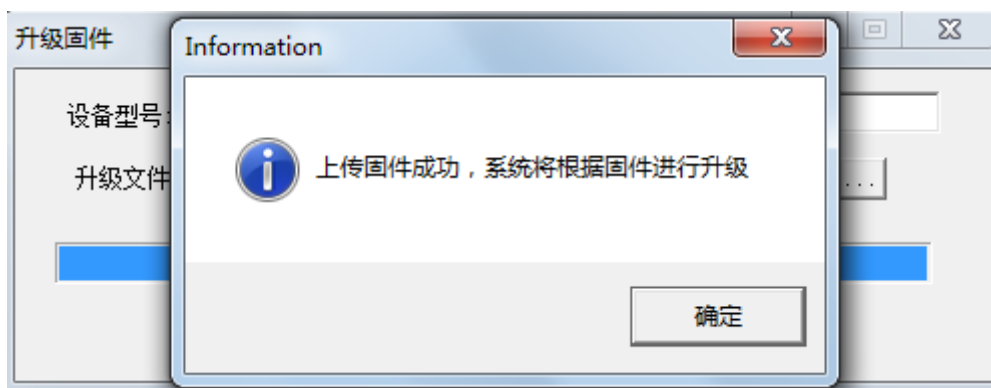 升级固件
Information
设备型号:
上传固件成功，系统将根据固件进行升级
升级文件
...
确定